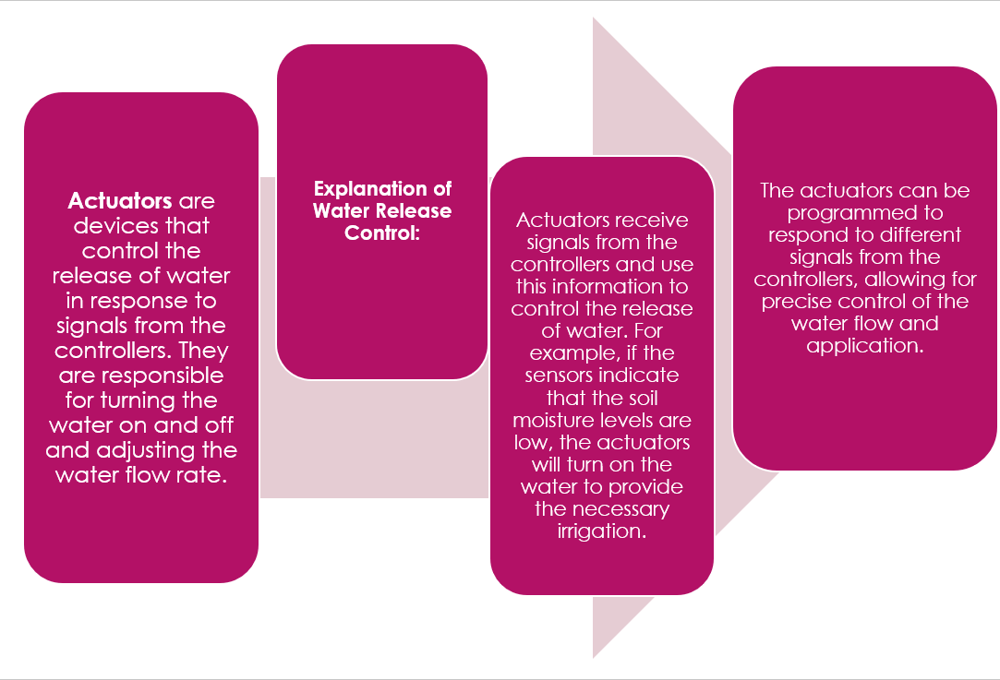 Actuators are
devices that
control the
release of water
in response to
signals from the
controllers. They
are responsible
for turning the
water on and off
and adjusting the
water flow rate.
Explanation of
Water Release
Control:
Actuators receive
signals from the
controllers and use
this information to
control the release
of water. For
example, if the
sensors indicate
that the soil
moisture levels are
low, the actuators
will turn on the
water to provide
the necessary
irrigation.
The actuators can be
programmed to
respond to different
signals from the
controllers, allowing for
precise control of the
water flow and
application.